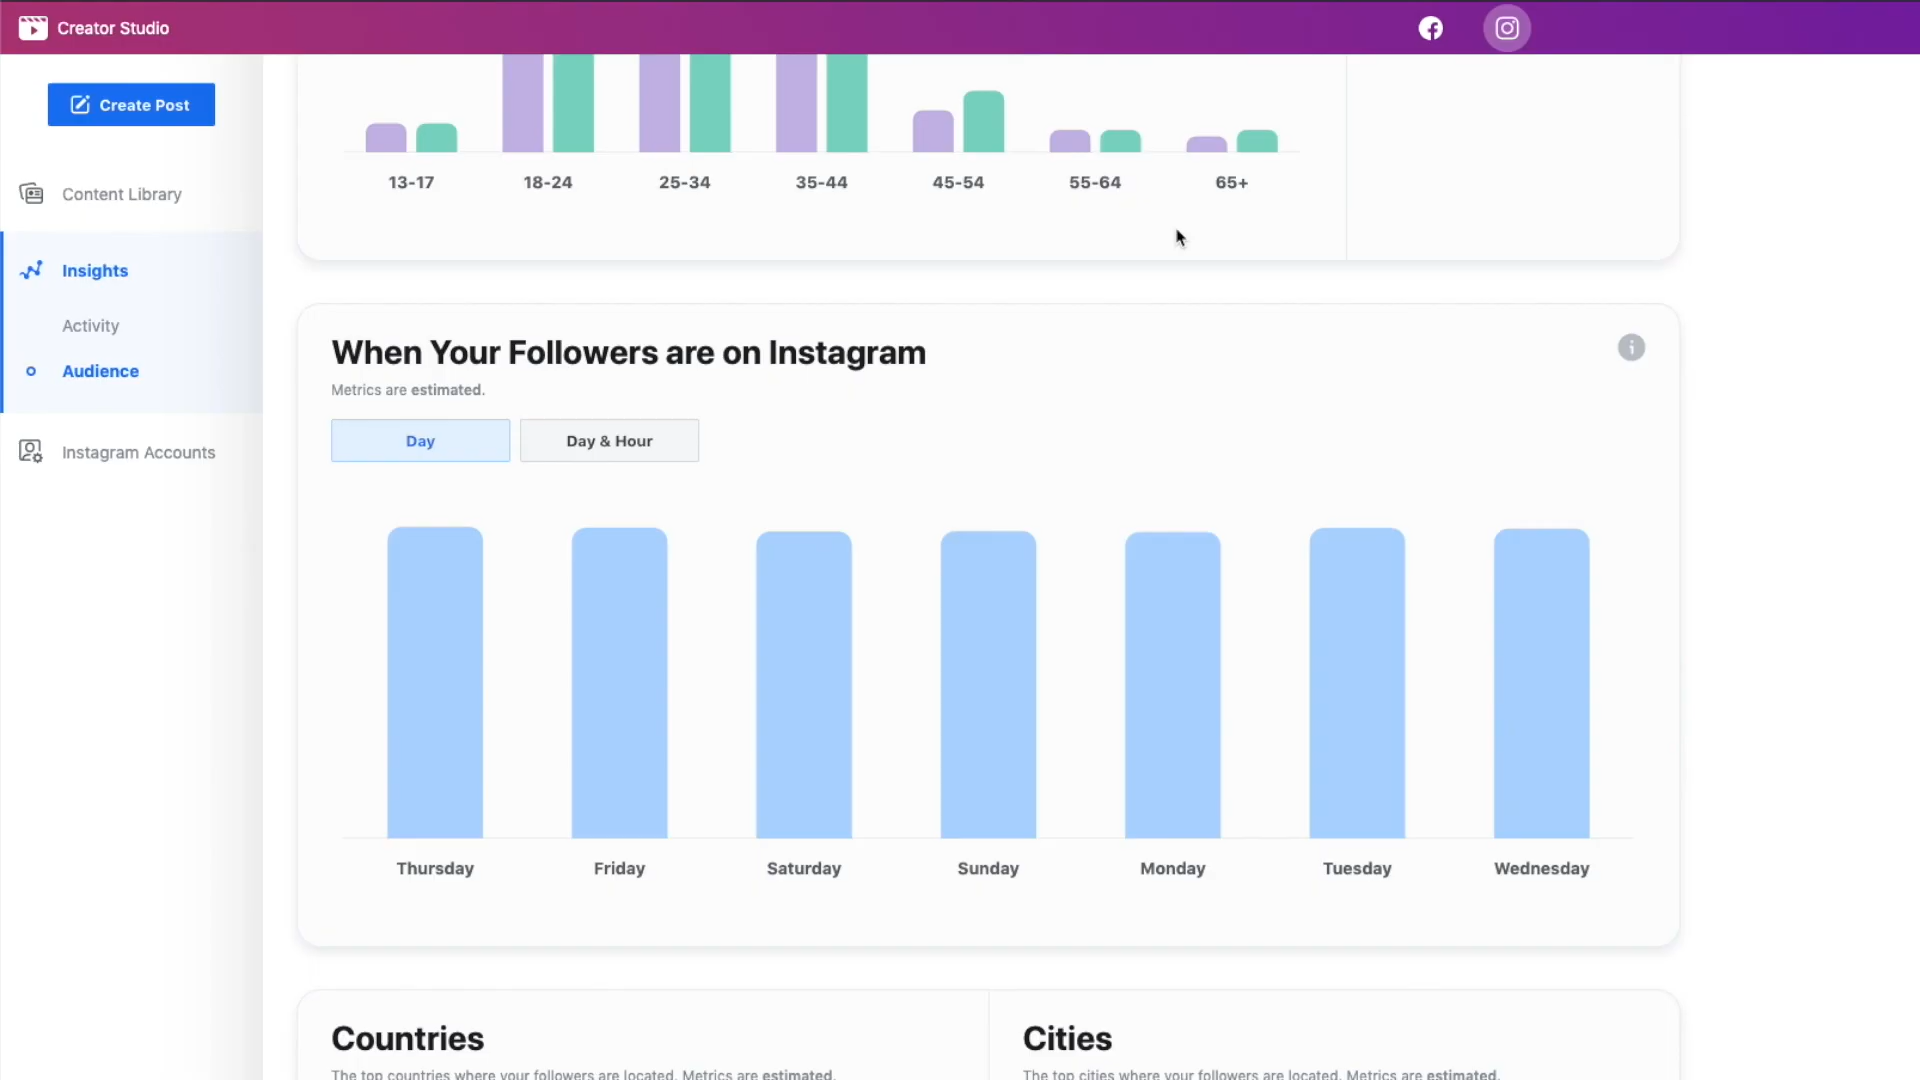 Creator Studio
Create Post
Content Library
Insights
Activity
Audience
Instagram Accounts
13-17 18-24 25-34 35-44 45-54 55-64 65+
When Your Followers are on Instagram
Metrics are estimated.
Day Day & Hour
Thursday Friday Saturday Sunday Monday Tuesday Wednesday
Countries
The top countries where your followers are located. Metrics are estimated.
Cities
The top cities where your followers are located. Metrics are estimated.